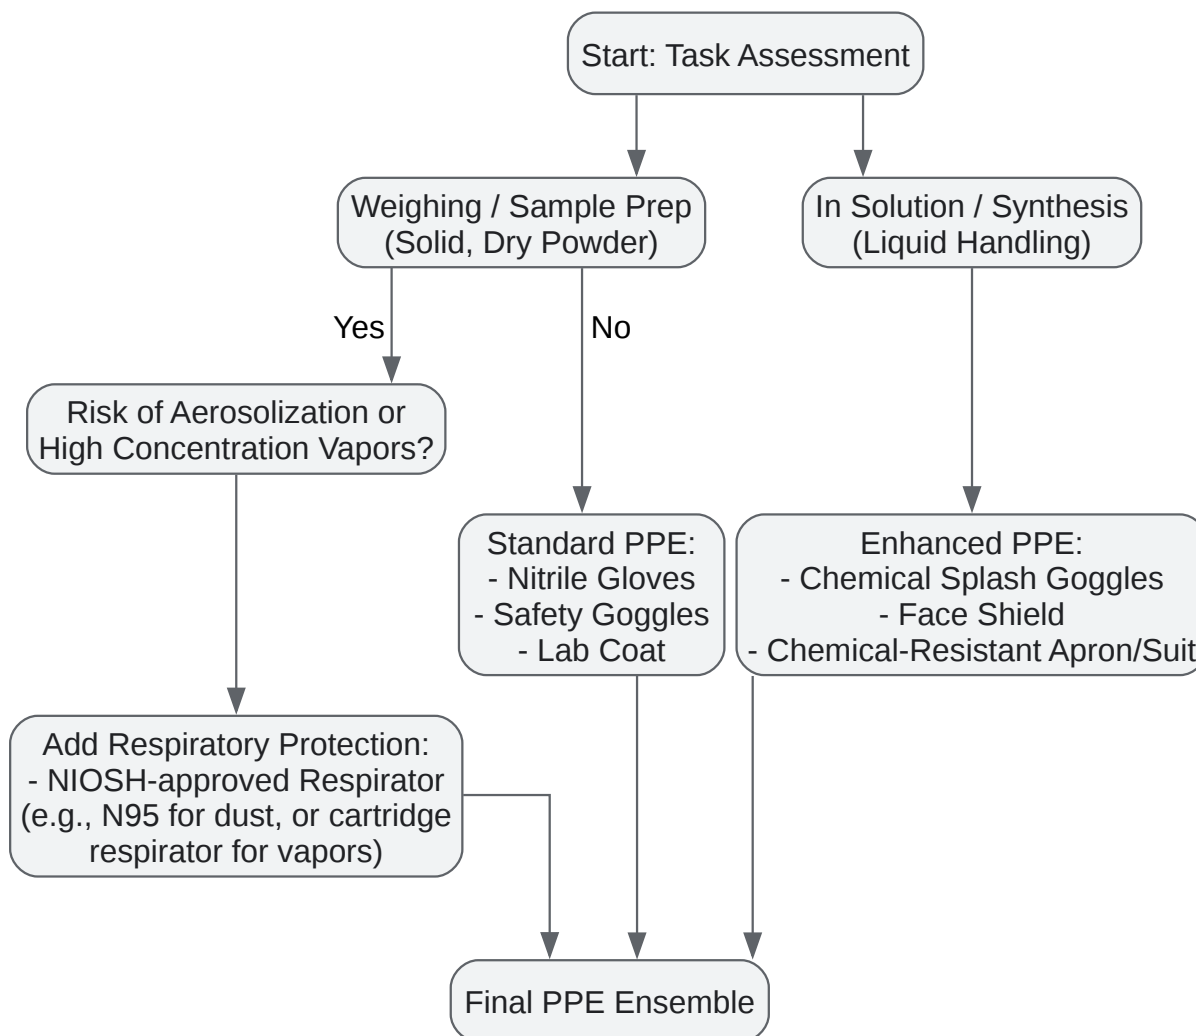 Start: Task Assessment
Weighing / Sample Prep
(Solid, Dry Powder)
In Solution / Synthesis
(Liquid Handling)
Yes
No
Risk of Aerosolization or
High Concentration Vapors?
Standard PPE:
- Nitrile Gloves
- Safety Goggles
- Lab Coat
Enhanced PPE:
- Chemical Splash Goggles
- Face Shield
- Chemical-Resistant Apron/Suit
Add Respiratory Protection:
- NIOSH-approved Respirator
(e.g., N95 for dust, or cartridge
respirator for vapors)
Final PPE Ensemble